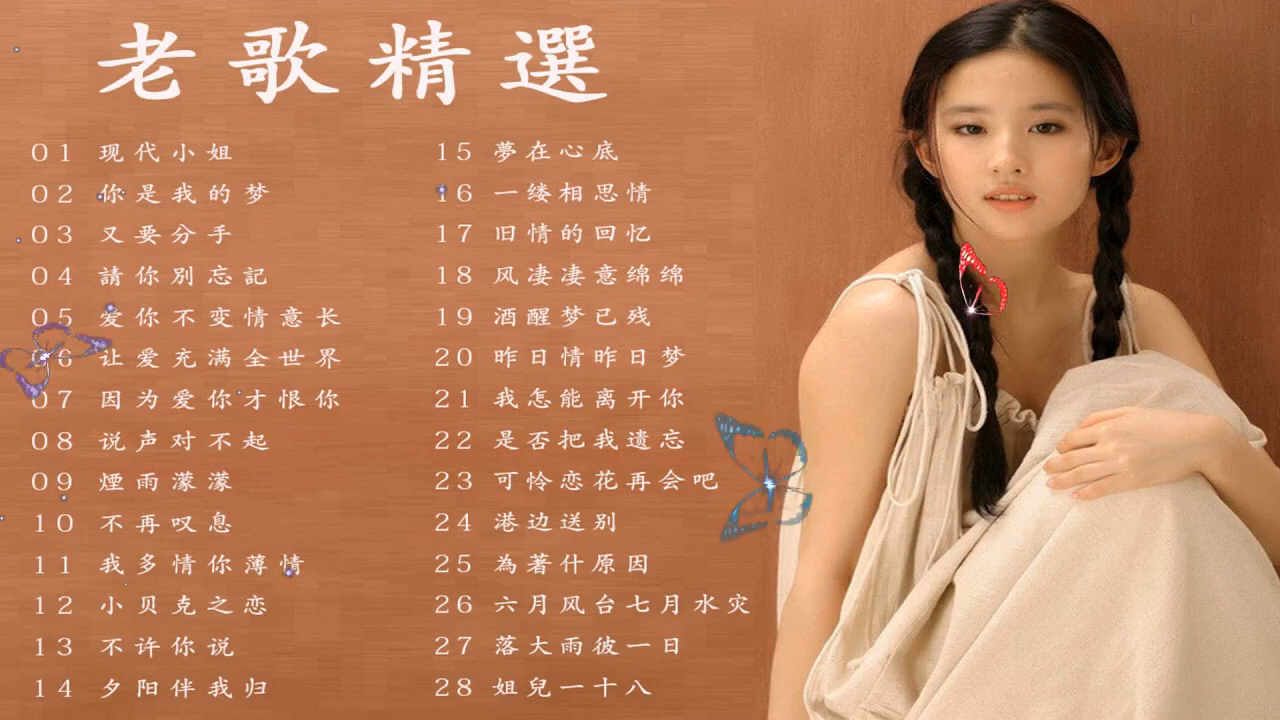 老歌精選
01 现代小姐
02 你是我的梦
03 又要分手
04 請你別忘記
05 爱你不变情意长
06 让爱充满全世界
07 因为爱你才恨你
08 说声对不起
09 煙雨濛濛
10 不再叹息
11 我多情你薄情
12 小贝克之恋
13 不许你说
14 夕阳伴我归
15 夢在心底
16 一缕相思情
17 旧情的回忆
18 风凄凄意绵绵
19 酒醒梦已残
20 昨日情昨日梦
21 我怎能离开你
22 是否把我遗忘
23 可怜恋花再会吧
24 港边送别
25 為著什原因
26 六月风台七月水灾
27 落大雨彼一日
28 姐兒一十八